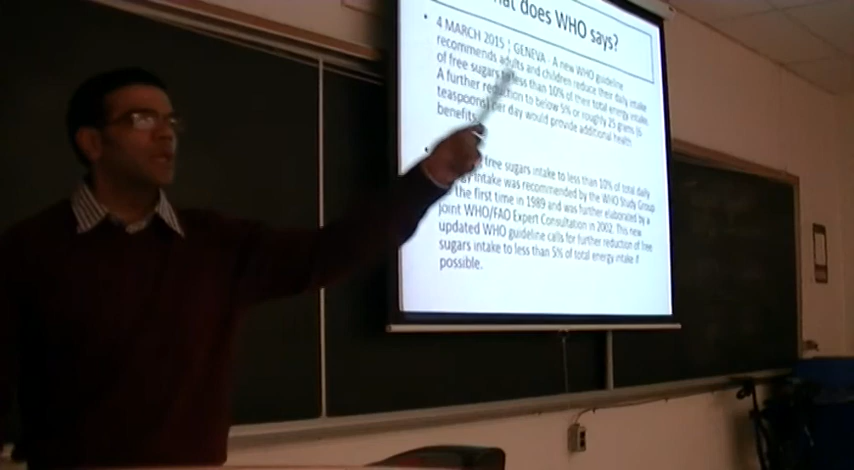 hat does WHO says?
• 4 MARCH 2015 ¦ GENEVA - A new WHO guideline
recommends adults and children reduce their daily intake
of free sugars to less than 10% of their total energy intake.
A further reduction to below 5% or roughly 25 grams (6
teaspoons) per day would provide additional health
benefits.
free sugars intake to less than 10% of total daily
intake was recommended by the WHO Study Group
the first time in 1989 and was further elaborated by a
joint WHO/FAO Expert Consultation in 2002. This new
updated WHO guideline calls for further reduction of free
sugars intake to less than 5% of total energy intake if
possible.